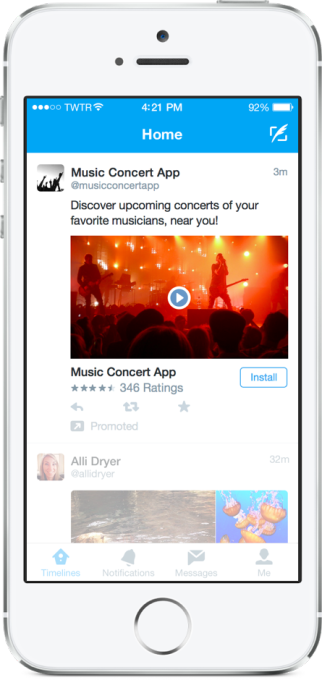 TWTR 4:21 PM 92%
Home
Music Concert App 3m
@musicconcertapp
Discover upcoming concerts of your
favorite musicians, near you!
Music Concert App
346 Ratings Install
Promoted
Alli Dryer 32m
@allidryer
Timelines Notifications Messages Me